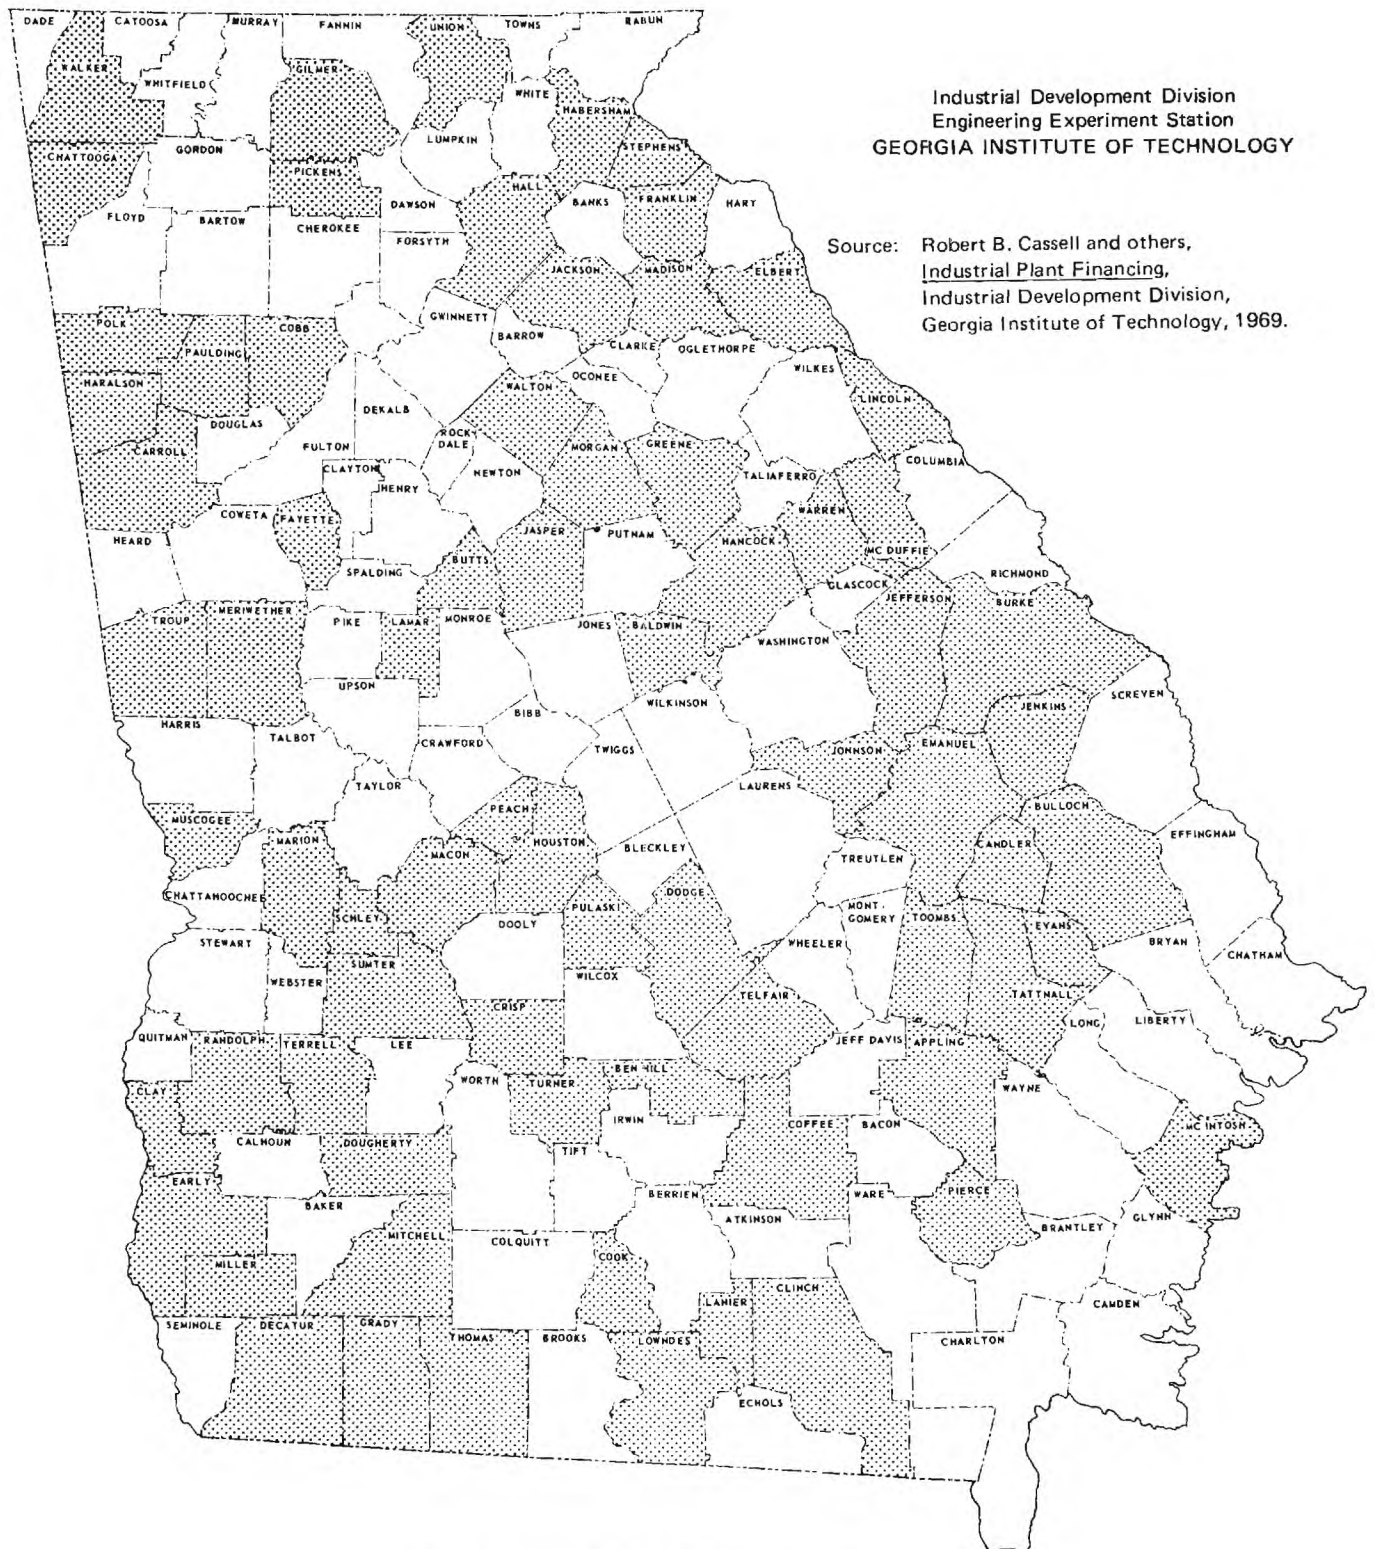 DADE CATOOSA MURRAY FANNIN UNION TOWNS RABUN
WALKER WHITFIELD GILMER WHITE HABERSHAM
Industrial Development Division
Engineering Experiment Station
GEORGIA INSTITUTE OF TECHNOLOGY
CHATTOOGA GORDON LUMPKIN STEPHENS
PICKENS HALL
FLOYD BARTOW CHEROKEE DAWSON BANKS FRANKLIN HART
FORSYTH
Source: Robert B. Cassell and others,
Industrial Plant Financing,
Industrial Development Division,
Georgia Institute of Technology, 1969.
JACKSON MADISON ELBERT
POLK COBB GWINNETT BARROW
PAULDING CLARKE OGLETHORPE
HARALSON WALTON OCONEE WILKES
DOUGLAS DEKALB LINCOLN
CARROLL FULTON ROCK
DALE MORGAN GREENE
CLAYTON HENRY NEWTON TALIAFERRO COLUMBIA
COWETA FAYETTE WARREN
HEARD JASPER PUTNAM HANCOCK
SPALDING BUTTS MC DUFFIE
GLASCOCK RICHMOND
TROUP MERIWETHER PIKE LAMAR MONROE JONES BALDWIN JEFFERSON BURKE
WASHINGTON
UPSON
HARRIS BIBB WILKINSON JENKINS SCREVEN
TALBOT CRAWFORD TWIGGS JOHNSON EMANUEL
TAYLOR LAURENS
MUSCOGEE PEACH BULLOCH
MARION MACON HOUSTON BLECKLEY CANDLER EFFINGHAM
TREUTLEN
CHATTAHOOCHEE DODGE
SCHLEY PULASKI MONT.
GOMERY TOOMBS
STEWART DOOLY WHEELER EVANS BRYAN
CHATHAM
WEBSTER SUMTER WILCOX
CRISP TELFAIR TATTNALL
LONG LIBERTY
QUITMAN RANDOLPH TERRELL LEE JEFF DAVIS APPLING
CLAY WORTH TURNER BEN HILL WAYNE
IRWIN COFFEE BACON MC INTOSH
CALHOUN DOUGHERTY TIFT
EARLY BERRIEN WARE PIERCE
BAKER ATKINSON BRANTLEY GLYNN
MITCHELL COLQUITT
MILLER COOK
LANIER CLINCH CAMDEN
SEMINOLE DECATUR GRADY THOMAS BROOKS LOWNDES CHARLTON
ECHOLS